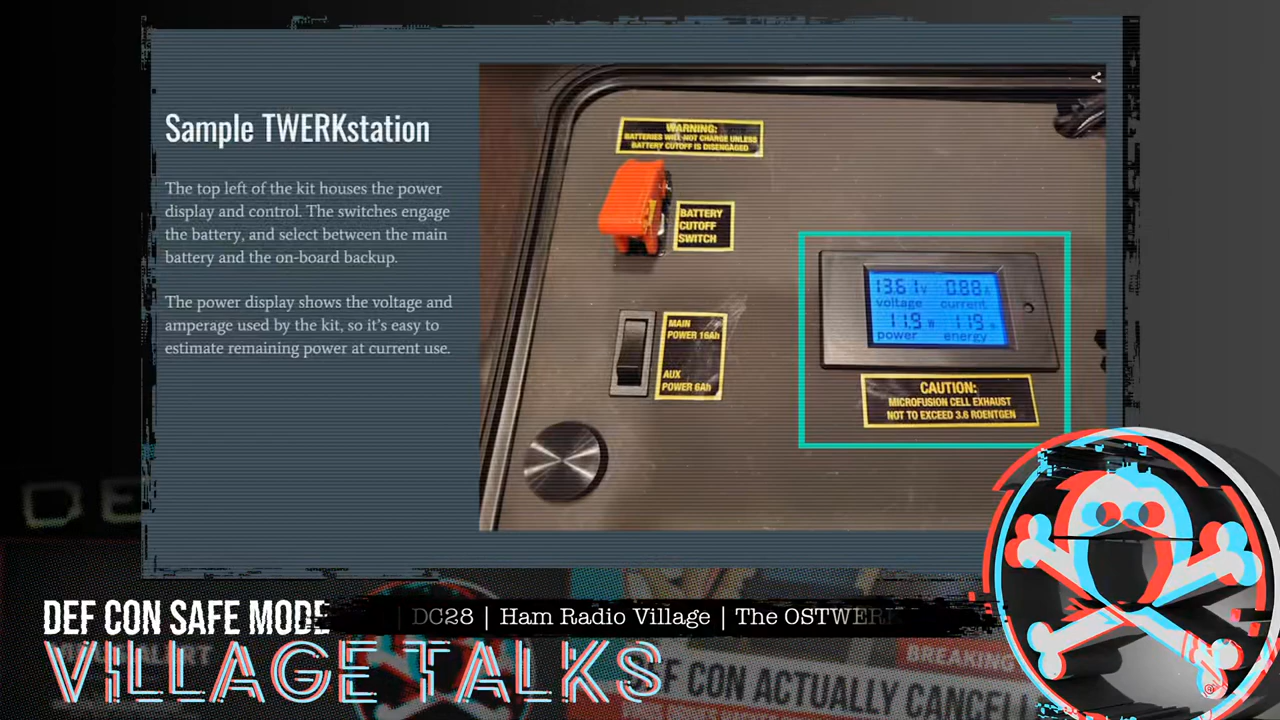 Sample TWERKstation
The top left of the kit houses the power
display and control. The switches engage
the battery, and select between the main
battery and the on-board backup.
The power display shows the voltage and
amperage used by the kit, so it's easy to
estimate remaining power at current use.
WARNING:
BATTERIES WILL NOT CHARGE UNLESS
BATTERY CUTOFF IS DISENGAGED
BATTERY
CUTOFF
SWITCH
MAIN
POWER 16Ah
AUX
POWER 6Ah
13.61v 0.88A
voltage current
11.9 119
power energy
CAUTION:
MICROFUSION CELL EXHAUST
NOT TO EXCEED 3.6 ROENTGEN
DEF CON SAFE MODE
DC28 | Ham Radio Village | The OSTWER
VILLAGE TALKS
BREAKING
DEF CON ACTUALLY CANCELL